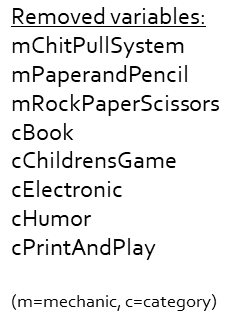 Removed variables:
mChitPullSystem
mPaperandPencil
mRockPaperScissors
cBook
cChildrensGame
cElectronic
cHumor
cPrintAndPlay
(m=mechanic, c=category)